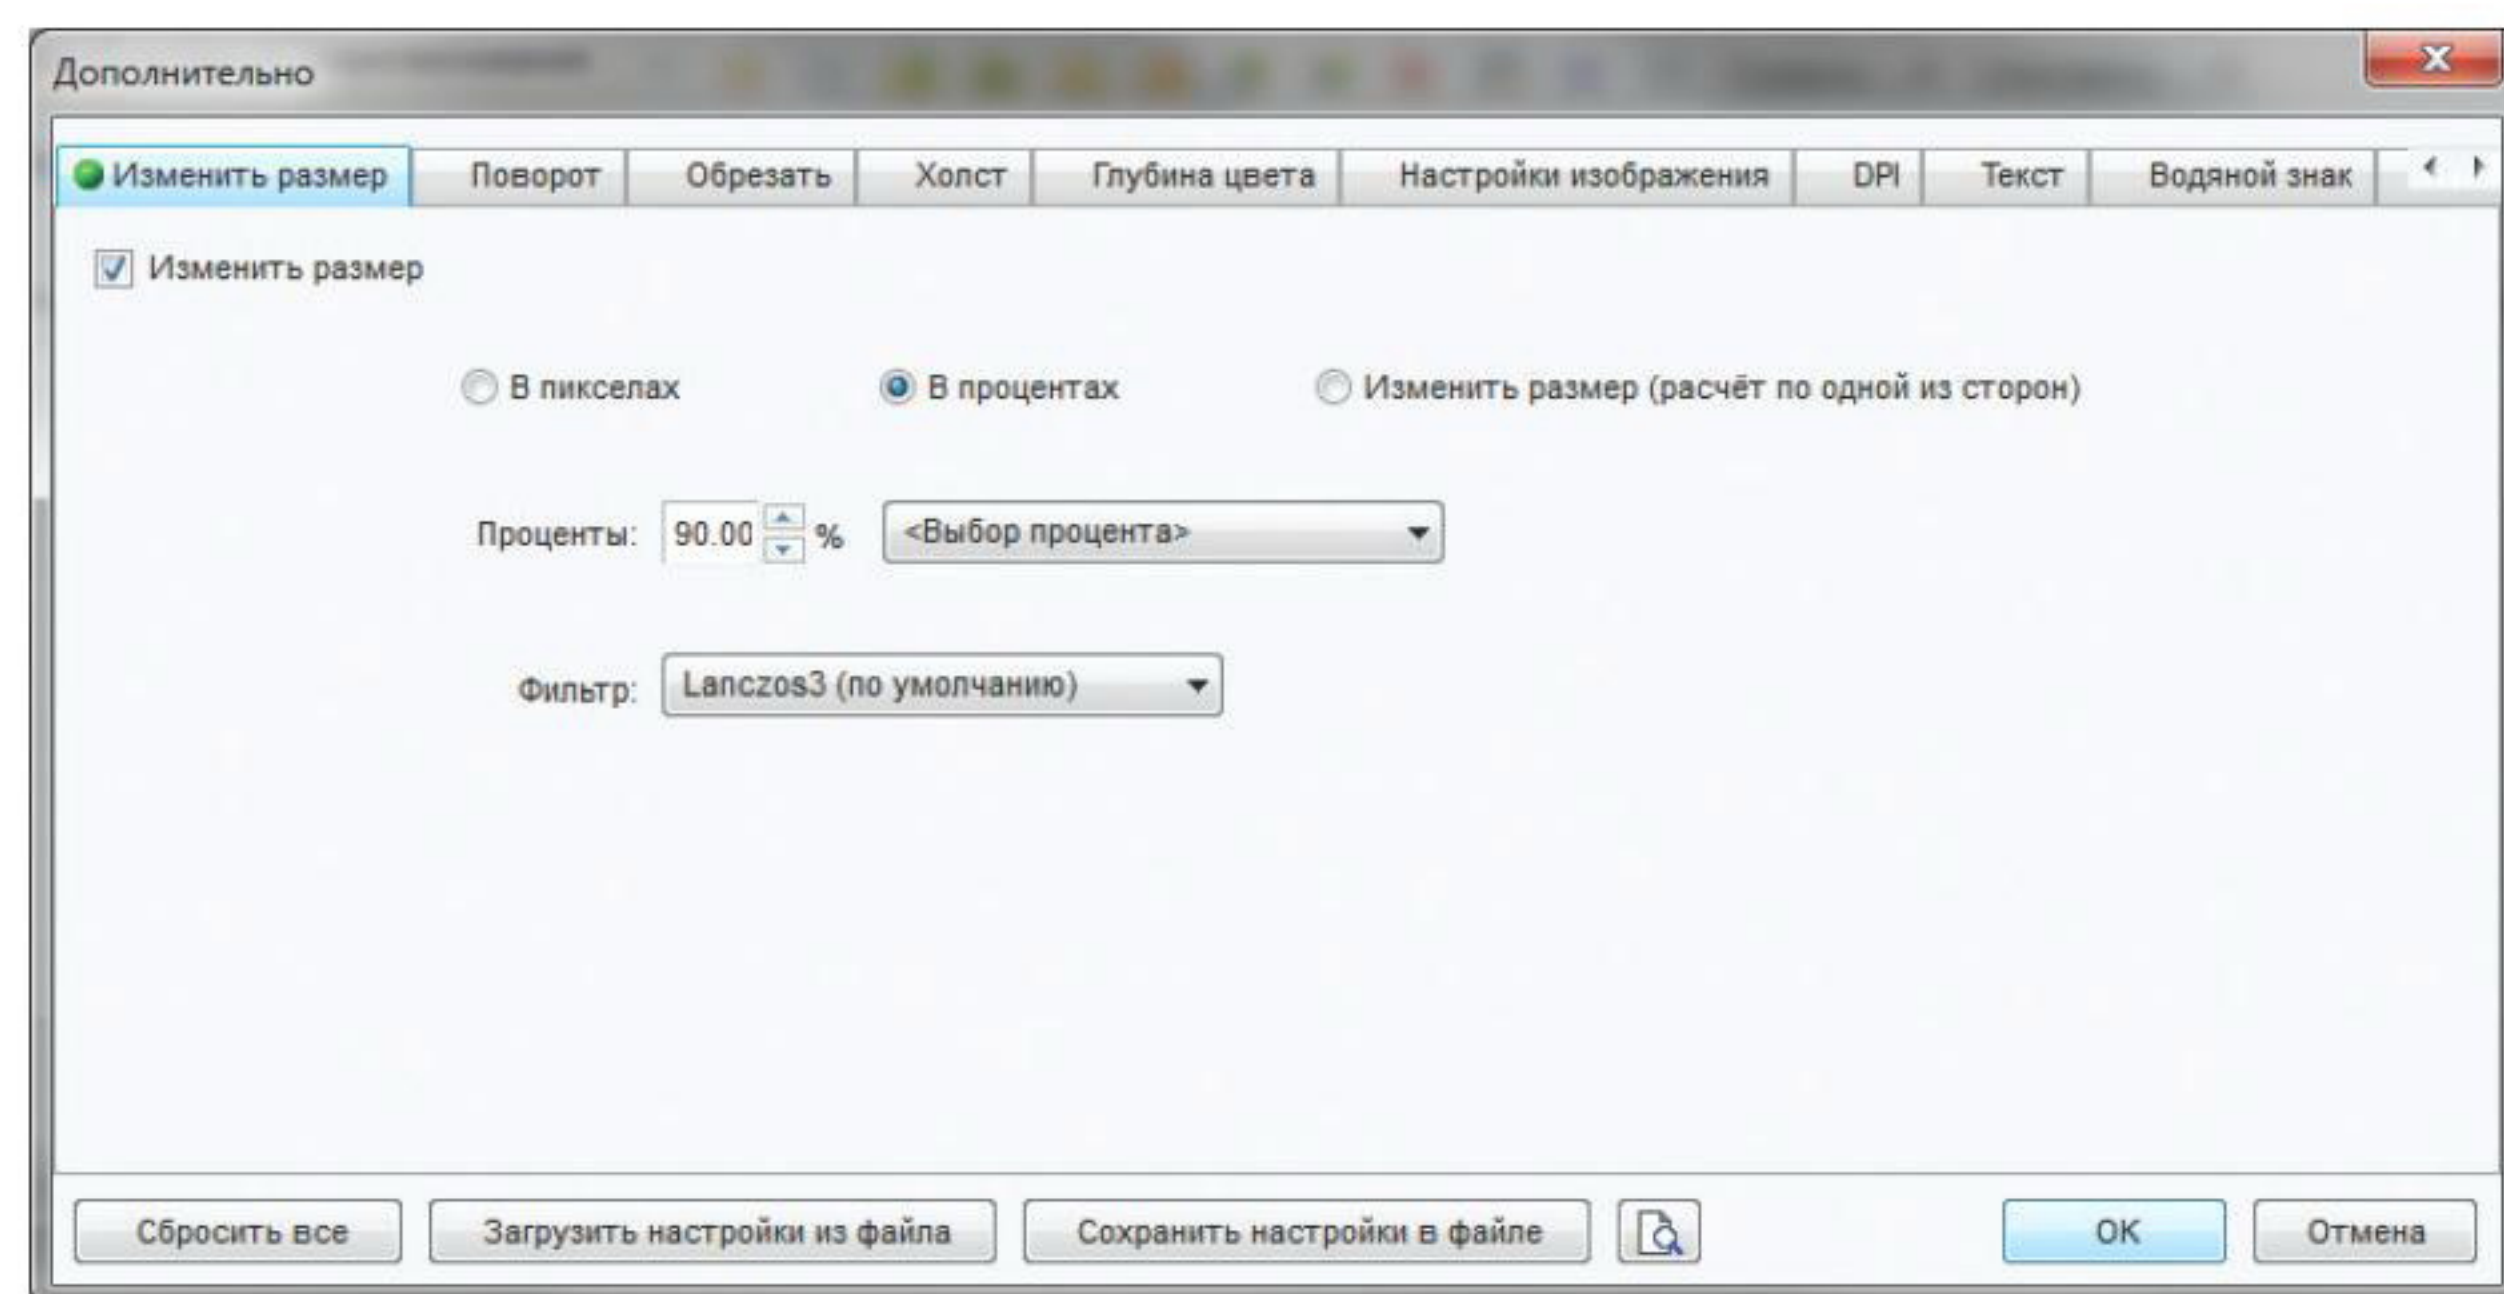 Дополнительно
Изменить размер Поворот Обрезать Холст Глубина цвета Настройки изображения DPI Текст Водяной знак
Изменить размер
В пикселах В процентах Изменить размер (расчёт по одной из сторон)
Проценты: 90.00 % <Выбор процента>
Фильтр: Lanczos3 (по умолчанию)
Сбросить все Загрузить настройки из файла Сохранить настройки в файле OK Отмена